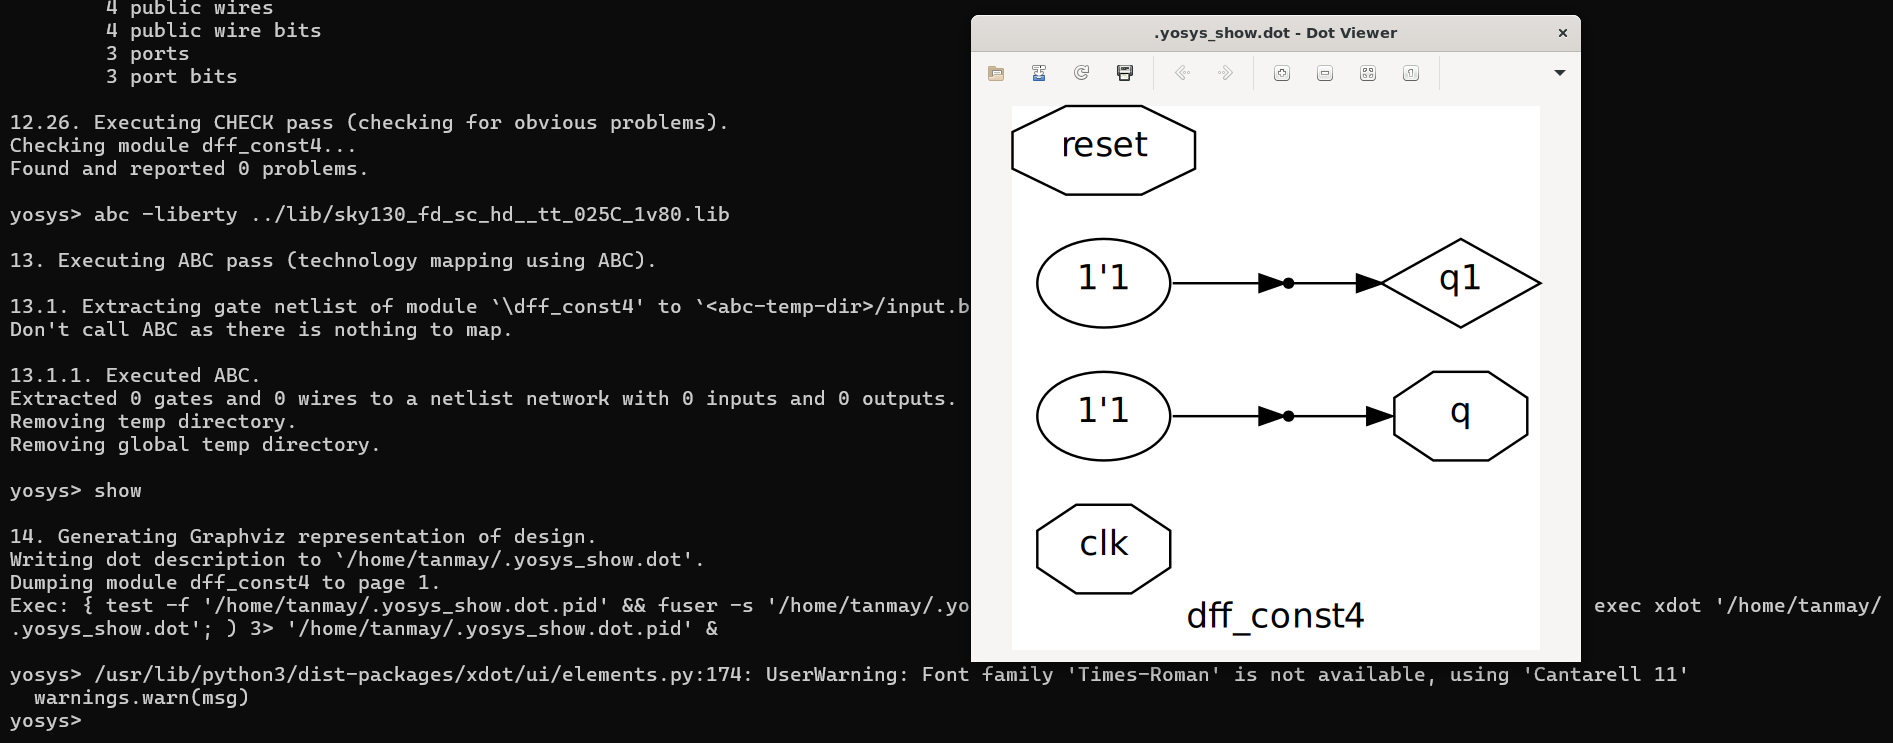 4 public wires
4 public wire bits
3 ports
3 port bits
12.26. Executing CHECK pass (checking for obvious problems).
Checking module dff_const4...
Found and reported 0 problems.
yosys> abc -liberty ../lib/sky130_fd_sc_hd__tt_025C_1v80.lib
13. Executing ABC pass (technology mapping using ABC).
13.1. Extracting gate netlist of module `\dff_const4' to `<abc-temp-dir>/input.b
Don't call ABC as there is nothing to map.
13.1.1. Executed ABC.
Extracted 0 gates and 0 wires to a netlist network with 0 inputs and 0 outputs.
Removing temp directory.
Removing global temp directory.
yosys> show
14. Generating Graphviz representation of design.
Writing dot description to `/home/tanmay/.yosys_show.dot'.
Dumping module dff_const4 to page 1.
Exec: { test -f '/home/tanmay/.yosys_show.dot.pid' && fuser -s '/home/tanmay/.yo exec xdot '/home/tanmay/
.yosys_show.dot'; ) 3> '/home/tanmay/.yosys_show.dot.pid' &
yosys> /usr/lib/python3/dist-packages/xdot/ui/elements.py:174: UserWarning: Font family 'Times-Roman' is not available, using 'Cantarell 11'
warnings.warn(msg)
yosys>
.yosys_show.dot - Dot Viewer
reset
1'1 q1
1'1 q
clk
dff_const4